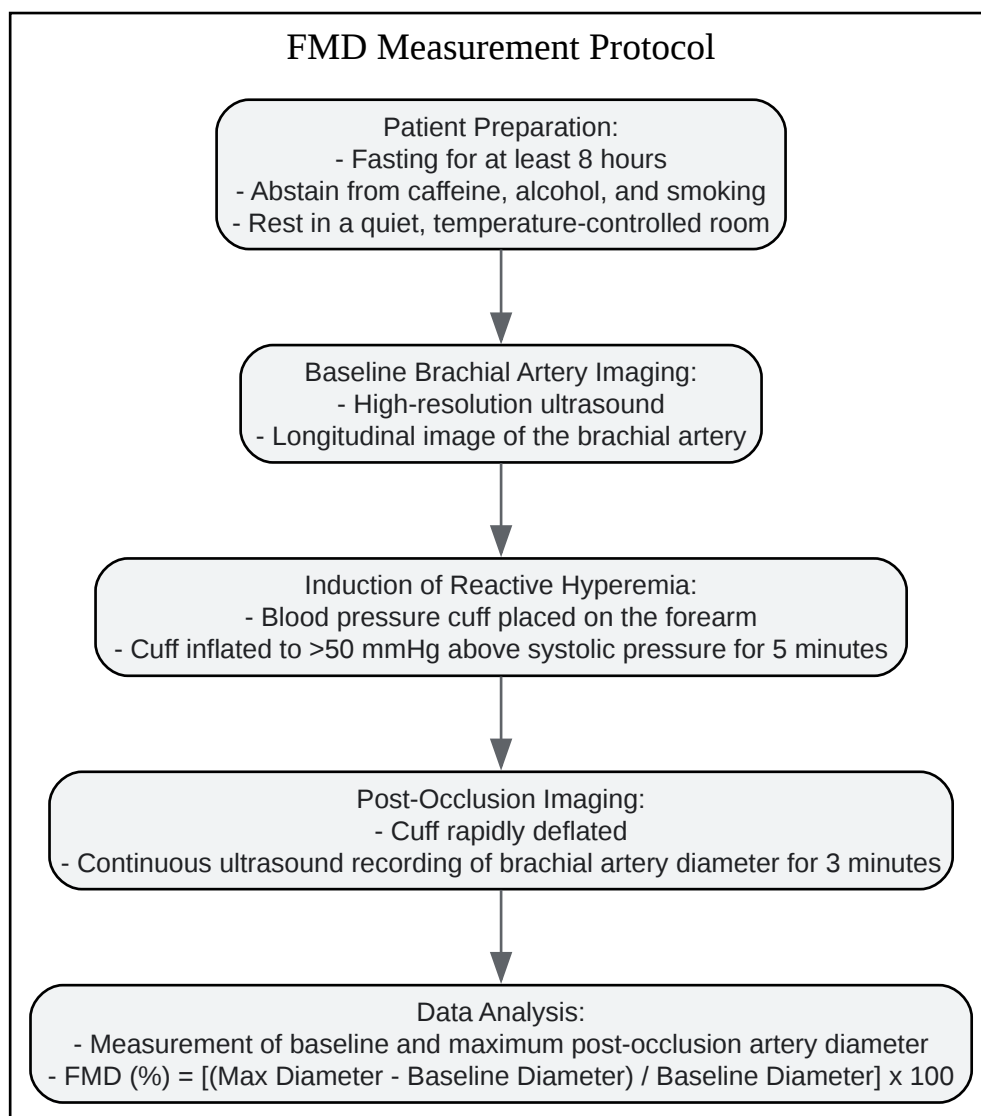 FMD Measurement Protocol
Patient Preparation:
- Fasting for at least 8 hours
- Abstain from caffeine, alcohol, and smoking
- Rest in a quiet, temperature-controlled room
Baseline Brachial Artery Imaging:
- High-resolution ultrasound
- Longitudinal image of the brachial artery
Induction of Reactive Hyperemia:
- Blood pressure cuff placed on the forearm
- Cuff inflated to >50 mmHg above systolic pressure for 5 minutes
Post-Occlusion Imaging:
- Cuff rapidly deflated
- Continuous ultrasound recording of brachial artery diameter for 3 minutes
Data Analysis:
- Measurement of baseline and maximum post-occlusion artery diameter
- FMD (%) = [(Max Diameter - Baseline Diameter) / Baseline Diameter] x 100